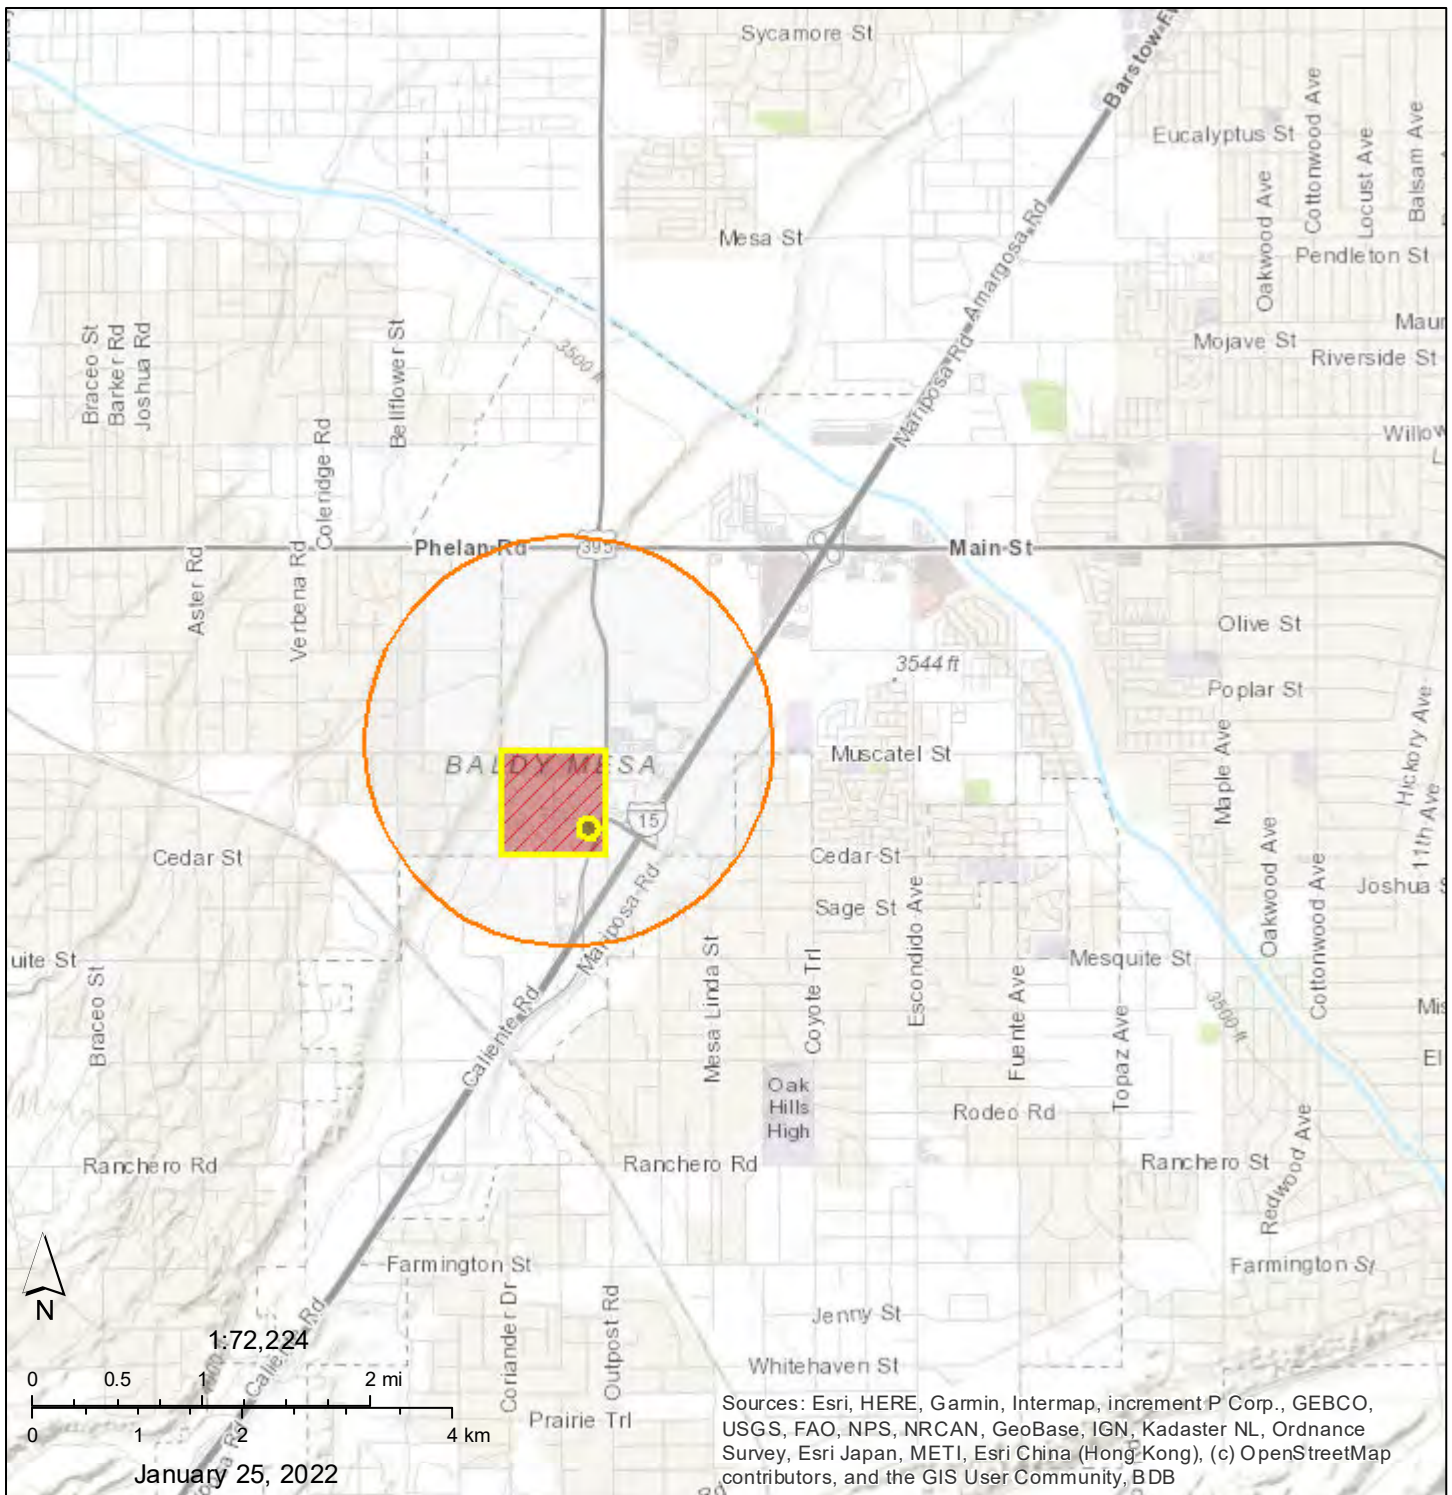 Sycamore St
Barstow Fw
Eucalyptus St
Cottonwood Ave
Locust Ave
Balsam Ave
Oakwood Ave
Mesa St
Amargosa Rd
Pendleton St
Mojave St
Riverside St
Braceo St
Barker Rd
Joshua Rd
Bellflower St
3500 f
Mariposa Rd
Coleridge Rd
Phelan Rd
395
Main St
Aster Rd
Verbena Rd
Olive St
3544 ft
Poplar St
Hickory Ave
BALDY MESA
Muscatel St
Maple Ave
11th Ave
15
Cedar St
Cedar St
Sage St
Escondido Ave
Oakwood Ave
Cottonwood Ave
Joshua S
Mariposa Rd
uite St
Braceo St
Mesa Linda St
Coyote Trl
Fuente Ave
Mesquite St
Topaz Ave
3500 ft
Mis
El
Caliente Rd
Oak
Hills
High
Rodeo Rd
Ranchero Rd
Ranchero Rd
Ranchero St
Redwood Ave
N
Farmington St
Farmington St
Coriander Dr
Outpost Rd
Jenny St
Whitehaven St
Prairie Trl
1:72,224
0 0.5 1 2 mi
0 1 2 4 km
January 25, 2022
Sources: Esri, HERE, Garmin, Intermap, increment P Corp., GEBCO,
USGS, FAO, NPS, NRCAN, GeoBase, IGN, Kadaster NL, Ordnance
Survey, Esri Japan, METI, Esri China (Hong Kong), (c) OpenStreetMap
contributors, and the GIS User Community, BDB